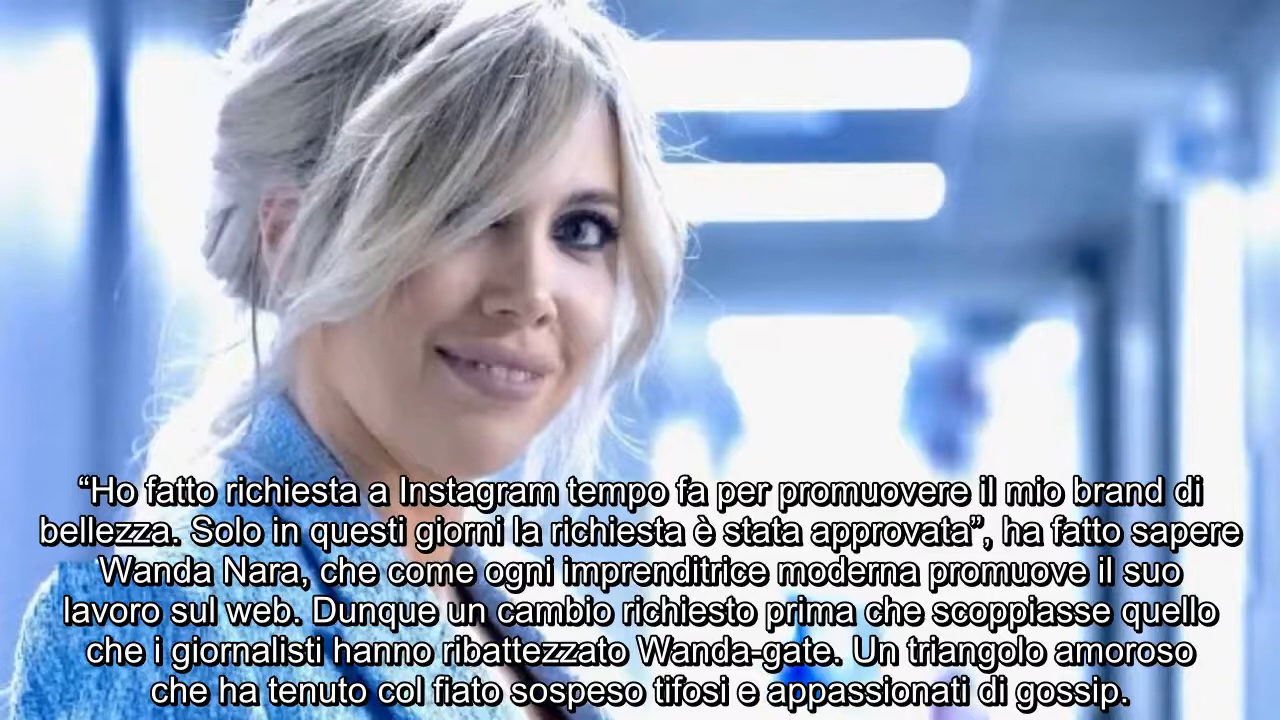 “Ho fatto richiesta a Instagram tempo fa per promuovere il mio brand di
bellezza. Solo in questi giorni la richiesta è stata approvata”, ha fatto sapere
Wanda Nara, che come ogni imprenditrice moderna promuove il suo
lavoro sul web. Dunque un cambio richiesto prima che scoppiasse quello
che i giornalisti hanno ribattezzato Wanda-gate. Un triangolo amoroso
che ha tenuto col fiato sospeso tifosi e appassionati di gossip.